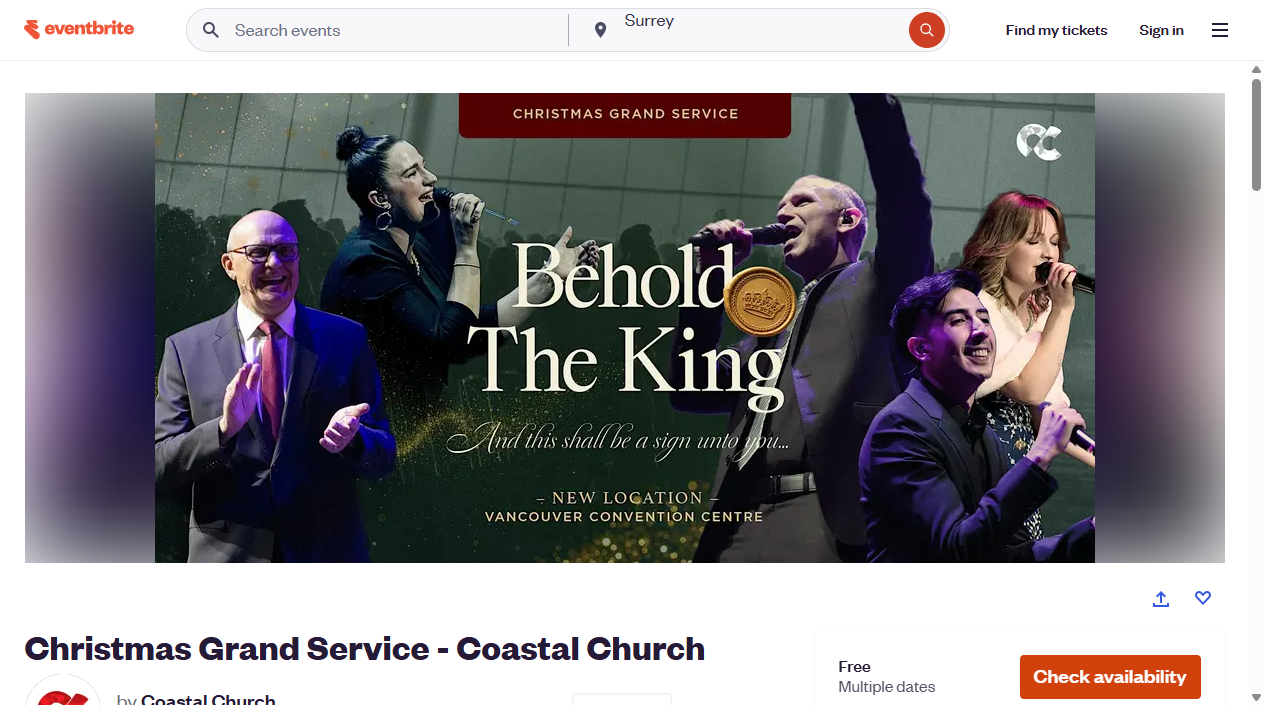 eventbrite
Search events
Surrey
Find my tickets
Sign in
CHRISTMAS GRAND SERVICE
Behold
The King
And this shall be a sign unto you...
– NEW LOCATION –
VANCOUVER CONVENTION CENTRE
Christmas Grand Service - Coastal Church
by Coastal Church
Free
Multiple dates
Check availability